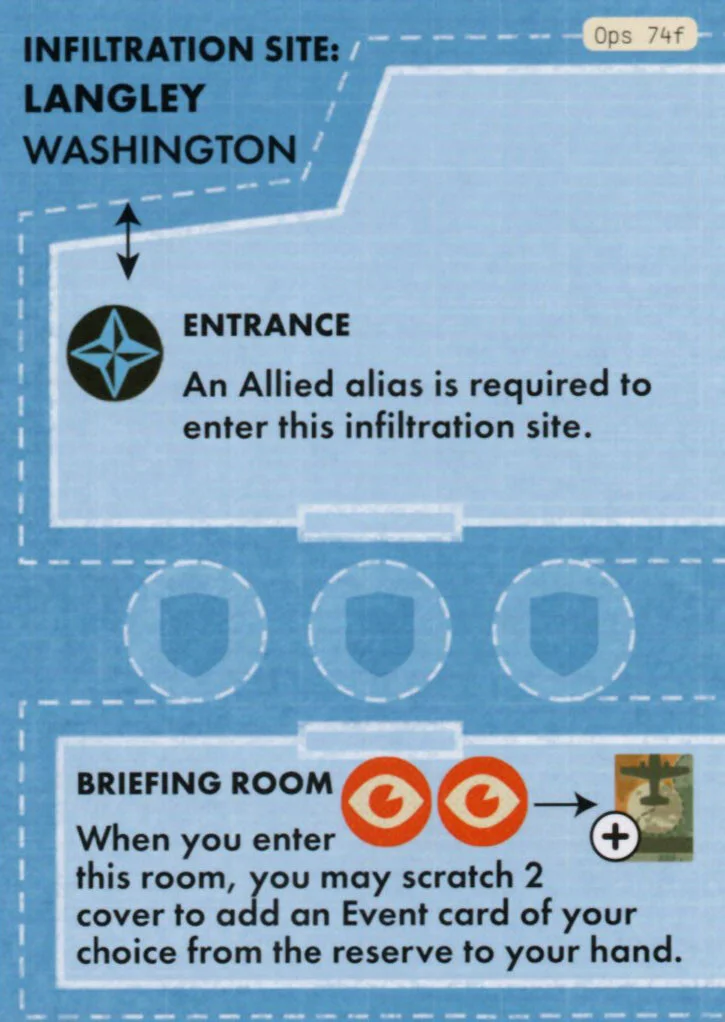 Ops 74f
INFILTRATION SITE:
LANGLEY
WASHINGTON
ENTRANCE
An Allied alias is required to
enter this infiltration site.
BRIEFING ROOM
When you enter
this room, you may scratch 2
cover to add an Event card of your
choice from the reserve to your hand.